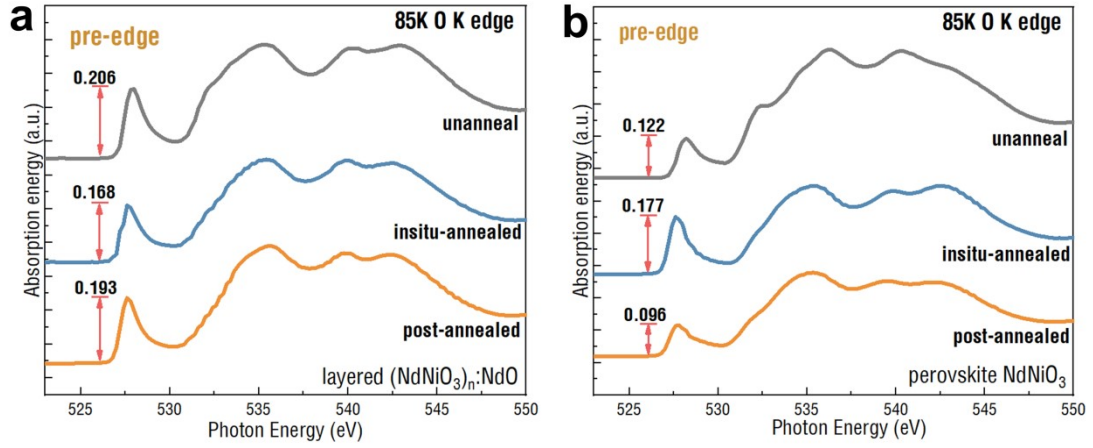 a
85K O K edge
pre-edge
0.206
unanneal
0.168
insitu-annealed
0.193
post-annealed
layered (NdNiO₃)ₙ:NdO
Absorption energy (a.u.)
525 530 535 540 545 550
Photon Energy (eV)
b
85K O K edge
pre-edge
0.122
unanneal
0.177
insitu-annealed
0.096
post-annealed
perovskite NdNiO₃
Absorption energy (a.u.)
525 530 535 540 545 550
Photon Energy (eV)